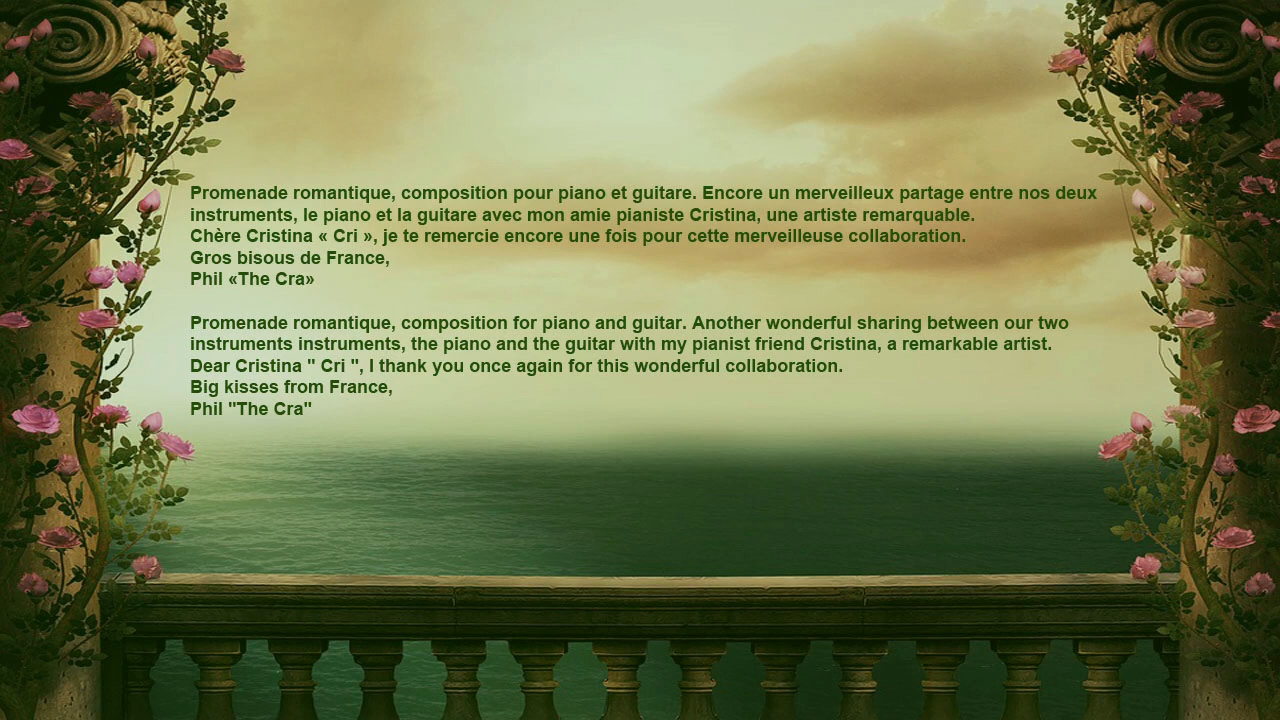 Promenade romantique, composition pour piano et guitare. Encore un merveilleux partage entre nos deux
instruments, le piano et la guitare avec mon amie pianiste Cristina, une artiste remarquable.
Chère Cristina « Cri », je te remercie encore une fois pour cette merveilleuse collaboration.
Gros bisous de France,
Phil «The Cra»
Promenade romantique, composition for piano and guitar. Another wonderful sharing between our two
instruments instruments, the piano and the guitar with my pianist friend Cristina, a remarkable artist.
Dear Cristina " Cri ", I thank you once again for this wonderful collaboration.
Big kisses from France,
Phil "The Cra"